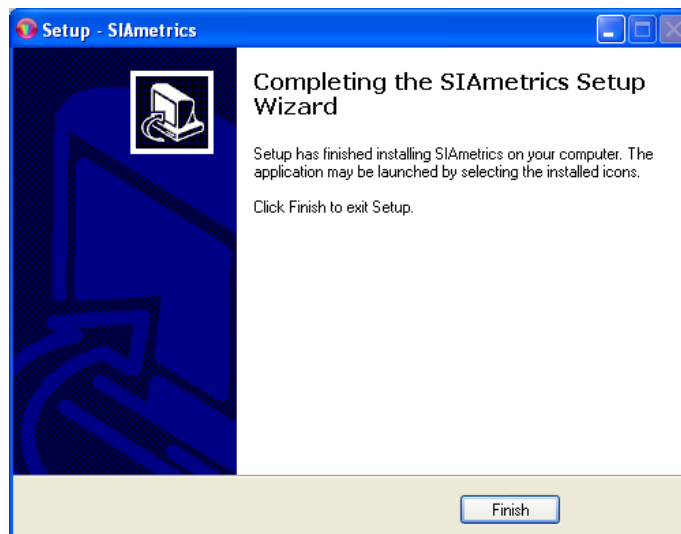 Setup - SIAmetrics
Completing the SIAmetrics Setup
Wizard
Setup has finished installing SIAmetrics on your computer. The
application may be launched by selecting the installed icons.
Click Finish to exit Setup.
Finish